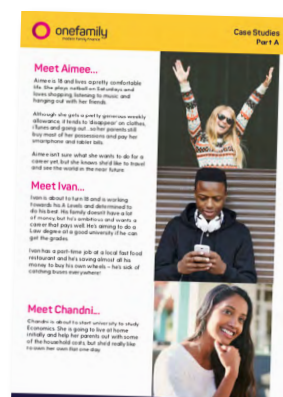 onefamily
modern family finance
Case Studies
Part A
Meet Aimee...
Aimee is 18 and lives a pretty comfortable
life. She plays netball on Saturdays and
loves shopping, listening to music and
hanging out with her friends.
Although she gets a pretty generous weekly
allowance, it tends to 'disappear' on clothes,
iTunes and going out...so her parents still
buy most of her possessions and pay her
smartphone and tablet bills.
Aimee isn't sure what she wants to do for a
career yet, but she knows she'd like to travel
and see the world in the near future.
Meet Ivan...
Ivan is about to turn 18 and is working
towards his A Levels and determined to
do his best. His family doesn't have a lot
of money, but he's ambitious and wants a
career that pays well. He's aiming to do a
Law degree at a good university if he can
get the grades.
Ivan has a part-time job at a local fast food
restaurant and he's saving almost all his
money to buy his own wheels – he's sick of
catching buses everywhere!
Meet Chandni...
Chandni is about to start university to study
Economics. She is going to live at home
initially and help her parents out with some
of the household costs, but she'd really like
to own her own flat one day.